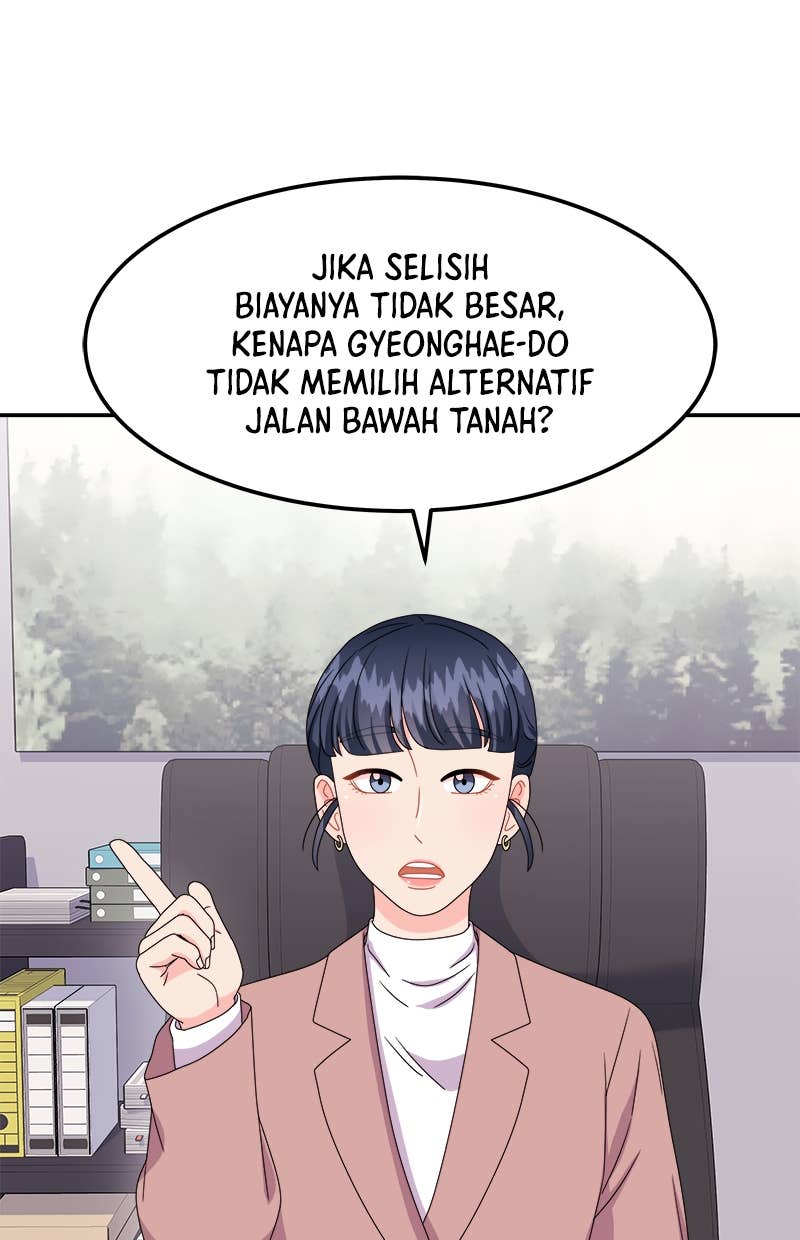 JIKA SELISIH
BIAYANYA TIDAK BESAR,
KENAPA GYEONGHAE-DO
TIDAK MEMILIH ALTERNATIF
JALAN BAWAH TANAH?